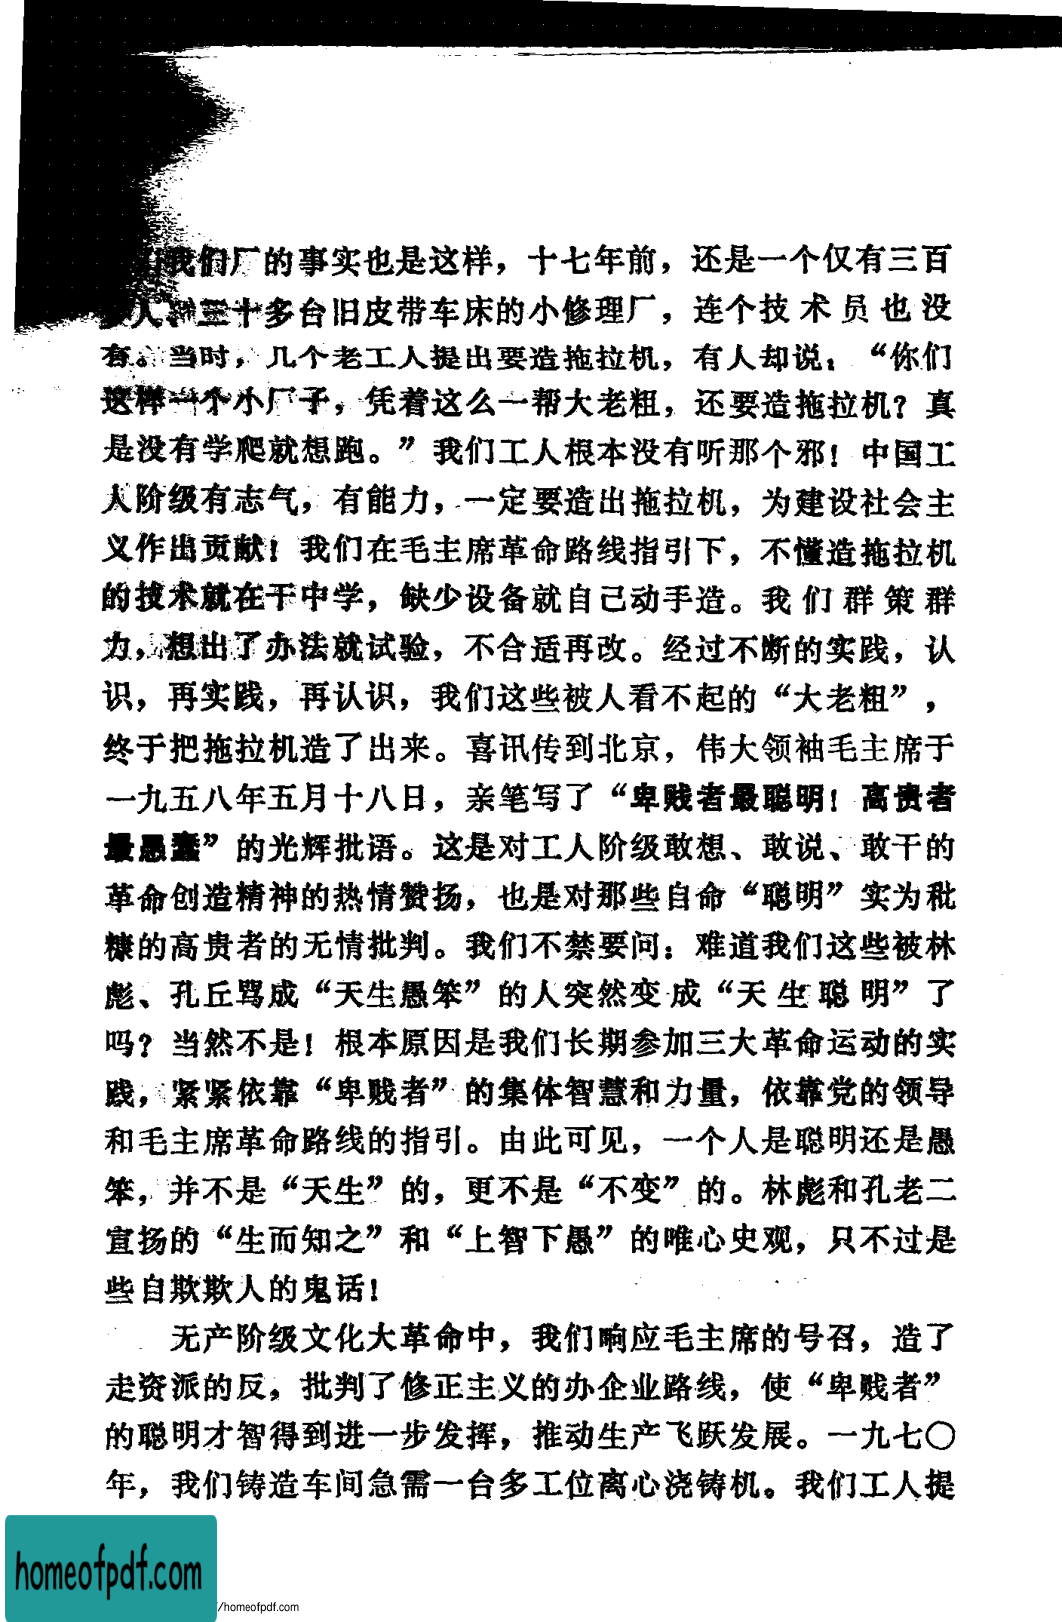 我们厂的事实也是这样，十七年前，还是一个仅有三百
人、三十多台旧皮带车床的小修理厂，连个技术员也没
有。当时，几个老工人提出要造拖拉机，有人却说：“你们
这样一个小厂子，凭着这么一帮大老粗，还要造拖拉机？真
是没有学爬就想跑。”我们工人根本没有听那个邪！中国工
人阶级有志气，有能力，一定要造出拖拉机，为建设社会主
义作出贡献！我们在毛主席革命路线指引下，不懂造拖拉机
的技术就在干中学，缺少设备就自己动手造。我们群策群
力，想出了办法就试验，不合适再改。经过不断的实践，认
识，再实践，再认识，我们这些被人看不起的“大老粗”，
终于把拖拉机造了出来。喜讯传到北京，伟大领袖毛主席于
一九五八年五月十八日，亲笔写了“卑贱者最聪明！高贵者
最愚蠢”的光辉批语。这是对工人阶级敢想、敢说、敢干的
革命创造精神的热情赞扬，也是对那些自命“聪明”实为秕
糠的高贵者的无情批判。我们不禁要问：难道我们这些被林
彪、孔丘骂成“天生愚笨”的人突然变成“天生聪明”了
吗？当然不是！根本原因是我们长期参加三大革命运动的实
践，紧紧依靠“卑贱者”的集体智慧和力量，依靠党的领导
和毛主席革命路线的指引。由此可见，一个人是聪明还是愚
笨，并不是“天生”的，更不是“不变”的。林彪和孔老二
宣扬的“生而知之”和“上智下愚”的唯心史观，只不过是
些自欺欺人的鬼话！
无产阶级文化大革命中，我们响应毛主席的号召，造了
走资派的反，批判了修正主义的办企业路线，使“卑贱者”
的聪明才智得到进一步发挥，推动生产飞跃发展。一九七〇
年，我们铸造车间急需一台多工位离心浇铸机。我们工人提
homeofpdf.com
/homeofpdf.com